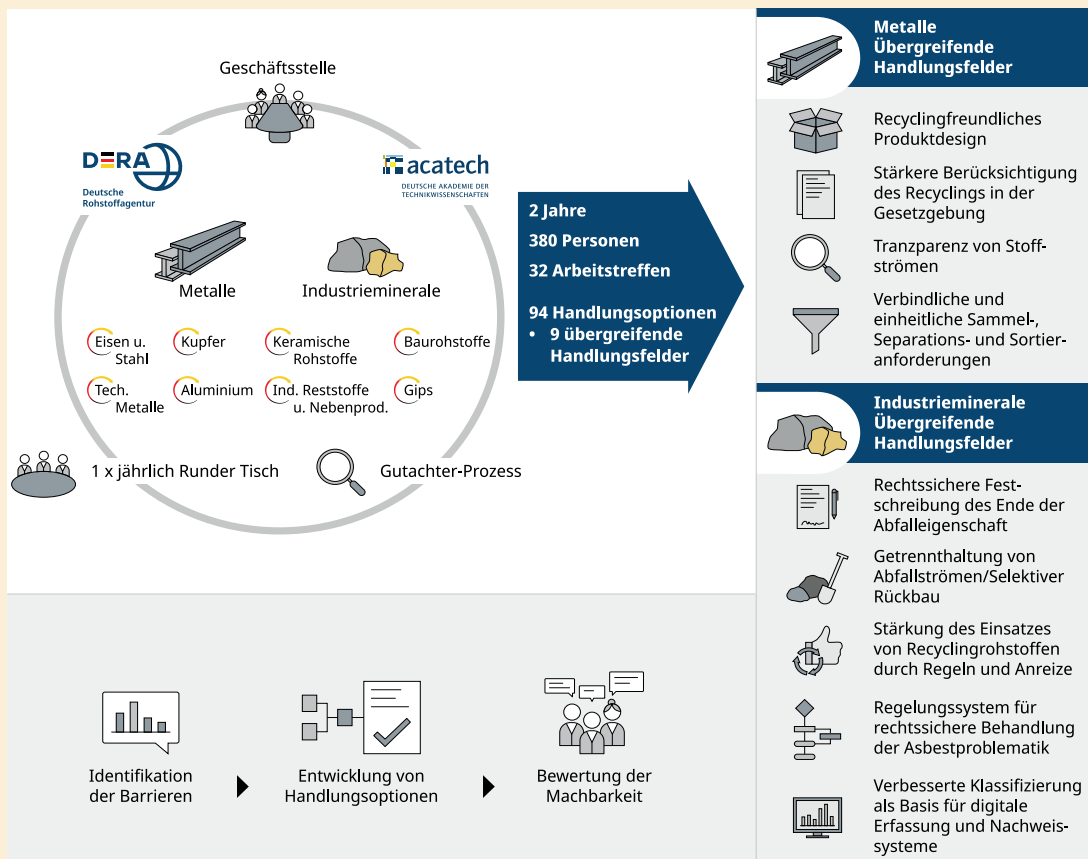 Geschäftsstelle
DERA
Deutsche
Rohstoffagentur
acatech
DEUTSCHE AKADEMIE DER
TECHNIKWISSENSCHAFTEN
Metalle
Industrieminerale
Eisen u.
Stahl
Kupfer
Keramische
Rohstoffe
Baurohstoffe
Tech.
Metalle
Aluminium
Ind. Reststoffe
u. Nebenprod.
Gips
1 x jährlich Runder Tisch
Gutachter-Prozess
2 Jahre
380 Personen
32 Arbeitstreffen
94 Handlungsoptionen
• 9 übergreifende
Handlungsfelder
Metalle
Übergreifende
Handlungsfelder
Recyclingfreundliches
Produktdesign
Stärkere Berücksichtigung
des Recyclings in der
Gesetzgebung
Tranzparenz von Stoff-
strömen
Verbindliche und
einheitliche Sammel-,
Separations- und Sortier-
anforderungen
Industrieminerale
Übergreifende
Handlungsfelder
Rechtssichere Fest-
schreibung des Ende der
Abfalleigenschaft
Getrennthaltung von
Abfallströmen/Selektiver
Rückbau
Stärkung des Einsatzes
von Recyclingrohstoffen
durch Regeln und Anreize
Regelungssystem für
rechtssichere Behandlung
der Asbestproblematik
Verbesserte Klassifizierung
als Basis für digitale
Erfassung und Nachweis-
systeme
Identifikation
der Barrieren
Entwicklung von
Handlungsoptionen
Bewertung der
Machbarkeit